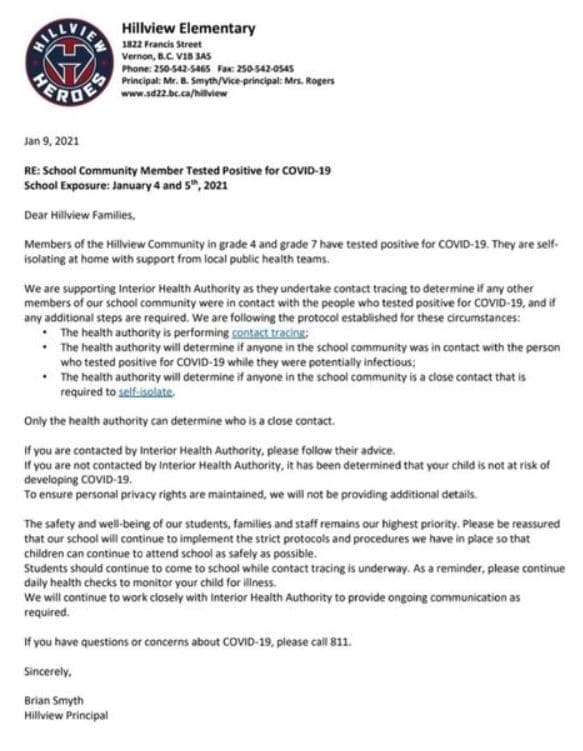 HILLVIEW
HEROES
Hillview Elementary
1822 Francis Street
Vernon, B.C. V1B 3A5
Phone: 250-542-5465 Fax: 250-542-0545
Principal: Mr. B. Smyth/Vice-principal: Mrs. Rogers
www.sd22.bc.ca/hillview
Jan 9, 2021
RE: School Community Member Tested Positive for COVID-19
School Exposure: January 4 and 5th, 2021
Dear Hillview Families,
Members of the Hillview Community in grade 4 and grade 7 have tested positive for COVID-19. They are self-
isolating at home with support from local public health teams.
We are supporting Interior Health Authority as they undertake contact tracing to determine if any other
members of our school community were in contact with the people who tested positive for COVID-19, and if
any additional steps are required. We are following the protocol established for these circumstances:
• The health authority is performing contact tracing;
• The health authority will determine if anyone in the school community was in contact with the person
who tested positive for COVID-19 while they were potentially infectious;
• The health authority will determine if anyone in the school community is a close contact that is
required to self-isolate.
Only the health authority can determine who is a close contact.
If you are contacted by Interior Health Authority, please follow their advice.
If you are not contacted by Interior Health Authority, it has been determined that your child is not at risk of
developing COVID-19.
To ensure personal privacy rights are maintained, we will not be providing additional details.
The safety and well-being of our students, families and staff remains our highest priority. Please be reassured
that our school will continue to implement the strict protocols and procedures we have in place so that
children can continue to attend school as safely as possible.
Students should continue to come to school while contact tracing is underway. As a reminder, please continue
daily health checks to monitor your child for illness.
We will continue to work closely with Interior Health Authority to provide ongoing communication as
required.
If you have questions or concerns about COVID-19, please call 811.
Sincerely,
Brian Smyth
Hillview Principal